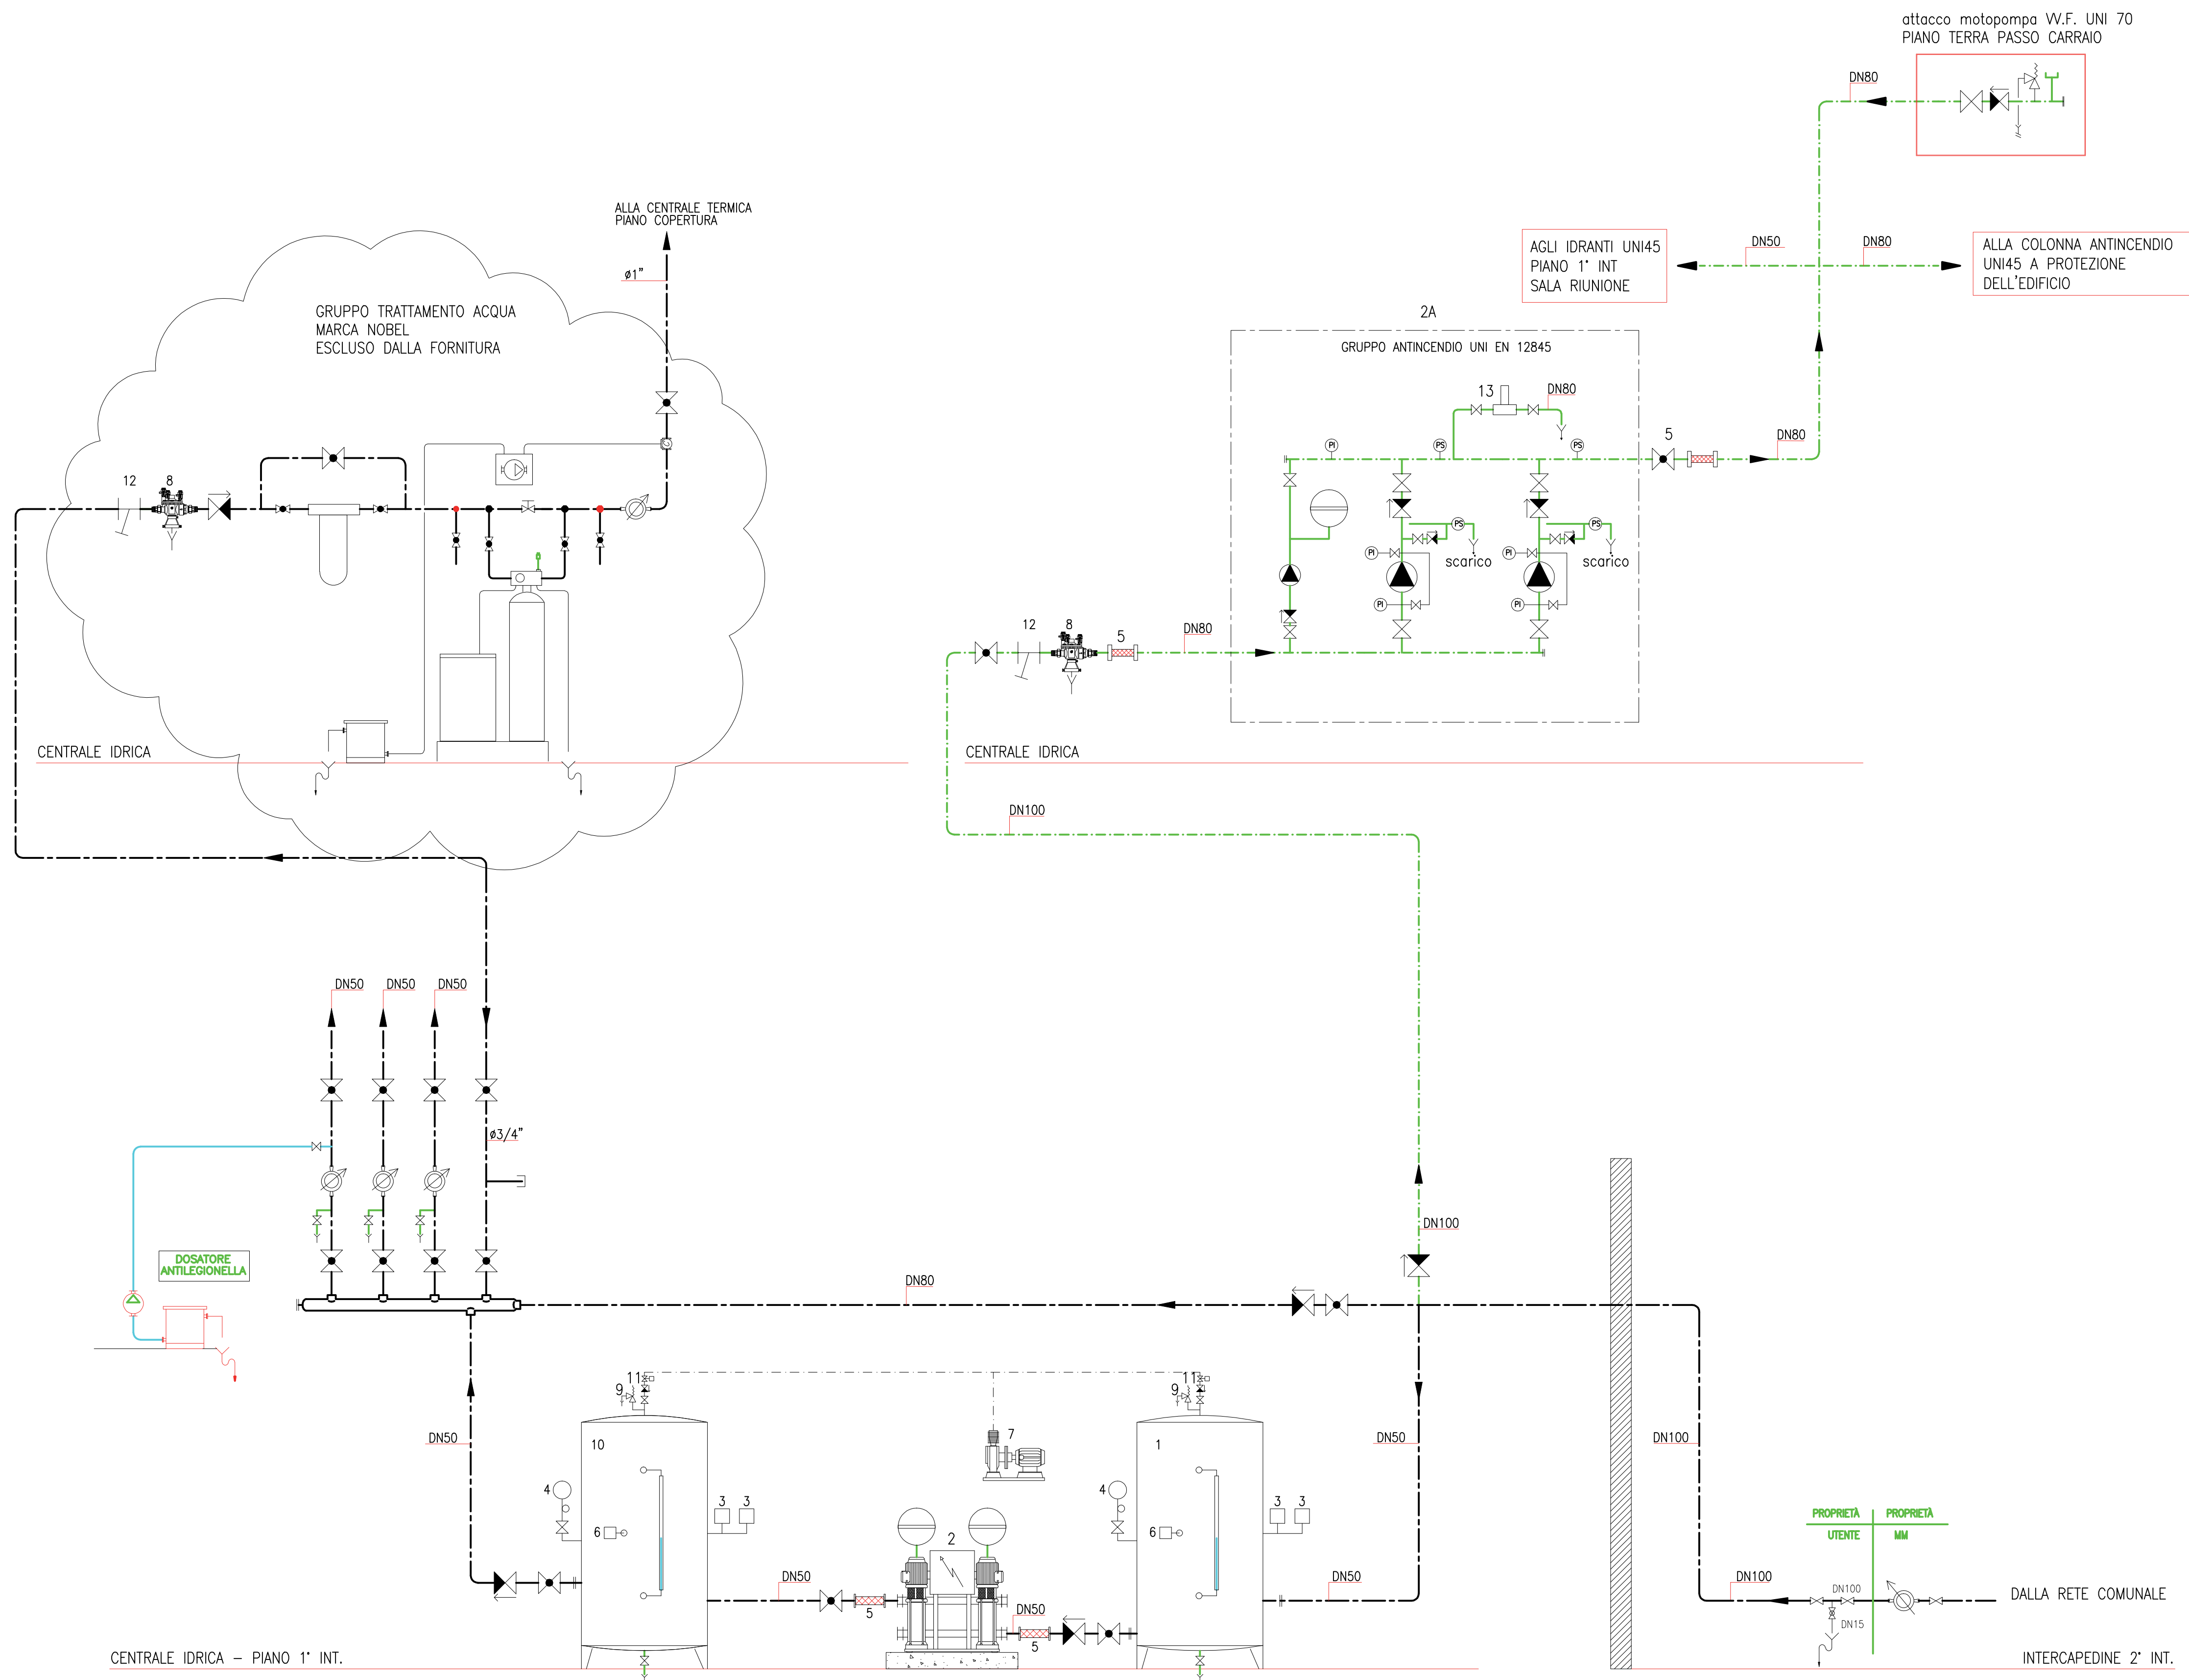 attacco motopompa VV.F. UNI 70
PIANO TERRA PASSO CARRAIO
DN80
ALLA CENTRALE TERMICA
PIANO COPERTURA
ø1"
GRUPPO TRATTAMENTO ACQUA
MARCA NOBEL
ESCLUSO DALLA FORNITURA
12
8
CENTRALE IDRICA
AGLI IDRANTI UNI45
PIANO 1° INT
SALA RIUNIONE
DN50
DN80
ALLA COLONNA ANTINCENDIO
UNI45 A PROTEZIONE
DELL'EDIFICIO
2A
GRUPPO ANTINCENDIO UNI EN 12845
13
DN80
PI
PS
PS
5
DN80
PS
PS
PI
scarico
PI
scarico
PI
PI
12
8
5
DN80
CENTRALE IDRICA
DN100
DN50
DN50
DN50
ø3/4"
DN100
DOSATORE
ANTILEGIONELLA
DN80
11
9
11
9
DN50
10
7
1
DN50
DN100
4
3
3
4
3
3
6
2
6
DN50
5
DN50
5
DN50
PROPRIETÀ
UTENTE
PROPRIETÀ
MM
DN100
DN100
DN15
DALLA RETE COMUNALE
CENTRALE IDRICA – PIANO 1° INT.
INTERCAPEDINE 2° INT.